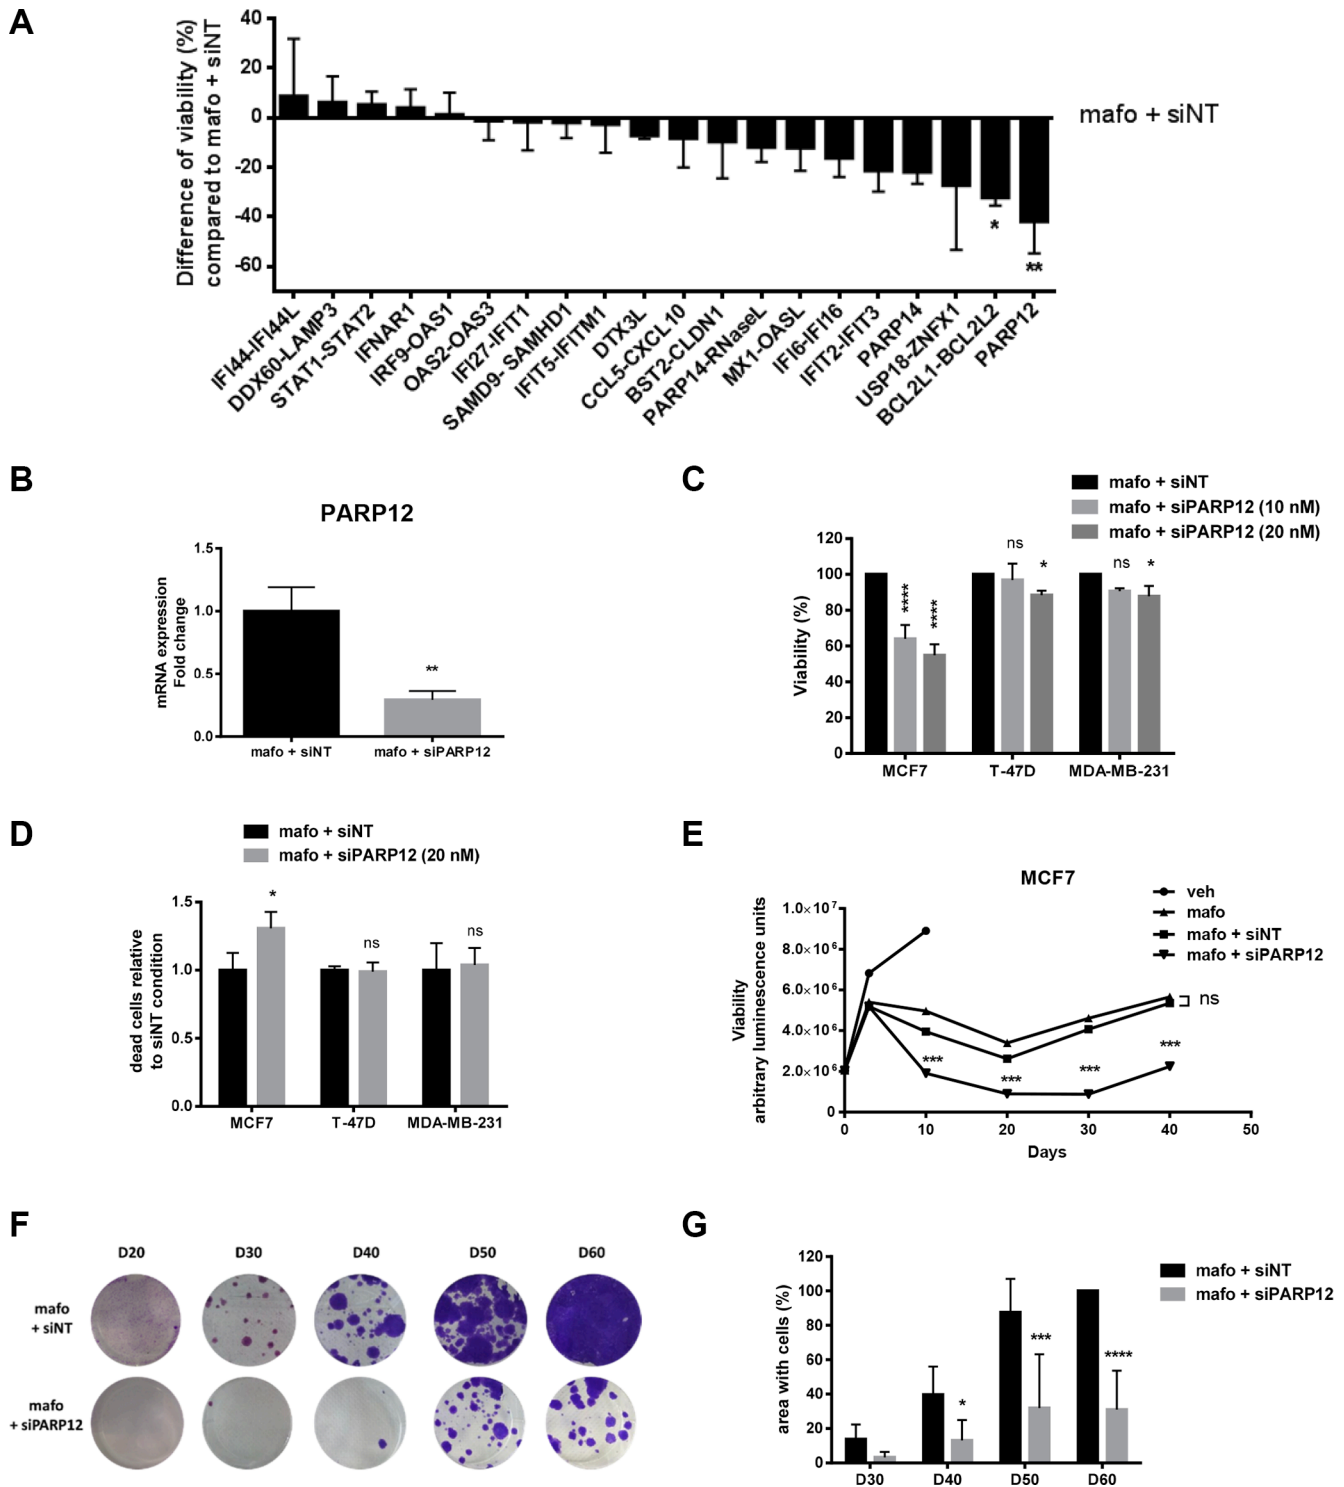 A
Difference of viability (%)
compared to mafo + siNT
40
20
0
-20
-40
-60
mafo + siNT
*
**
IFI44-IFI44L
DDX60-LAMP3
STAT1-STAT2
IFNAR1
IRF9-OAS1
OAS2-OAS3
IFI27-IFIT1
SAMD9- SAMHD1
IFIT5-IFITM1
DTX3L
CCL5-CXCL10
BST2-CLDN1
PARP14-RNaseL
MX1-OASL
IFI6-IFI16
IFIT2-IFIT3
PARP14
USP18-ZNFX1
BCL2L1-BCL2L2
PARP12
B
PARP12
mRNA expression
Fold change
1.5
1.0
0.5
0.0
**
mafo + siNT
mafo + siPARP12
C
mafo + siNT
mafo + siPARP12 (10 nM)
mafo + siPARP12 (20 nM)
Viability (%)
120
100
80
60
40
20
0
****
****
ns
*
ns
*
MCF7
T-47D
MDA-MB-231
D
mafo + siNT
mafo + siPARP12 (20 nM)
dead cells relative
to siNT condition
1.5
1.0
0.5
0.0
*
ns
ns
MCF7
T-47D
MDA-MB-231
E
MCF7
veh
mafo
mafo + siNT
mafo + siPARP12
Viability
arbitrary luminescence units
1.0×10⁷
8.0×10⁶
6.0×10⁶
4.0×10⁶
2.0×10⁶
0
ns
***
***
***
***
0
10
20
30
40
50
Days
F
D20
D30
D40
D50
D60
mafo
+ siNT
mafo
+ siPARP12
G
mafo + siNT
mafo + siPARP12
area with cells (%)
120
100
80
60
40
20
0
*
***
****
D30
D40
D50
D60